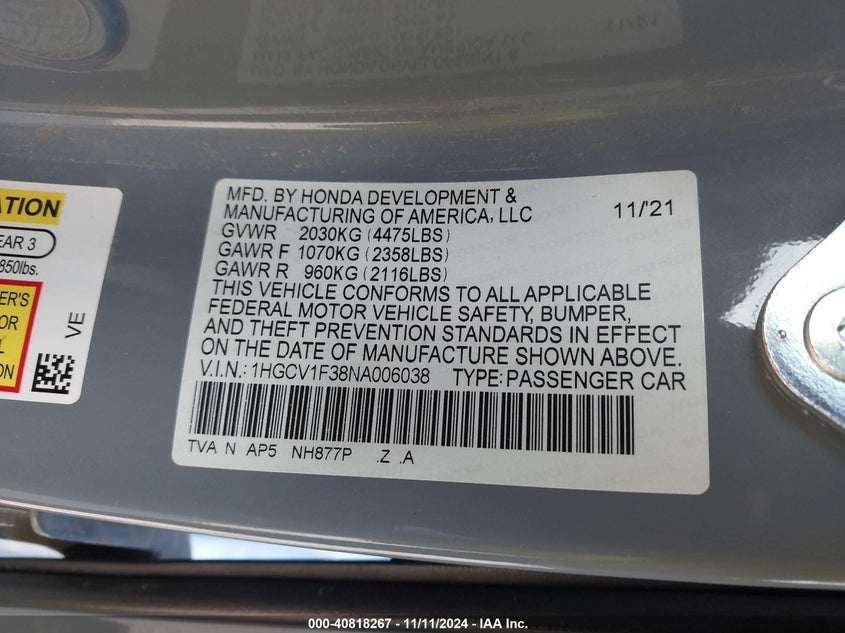 MFD. BY HONDA DEVELOPMENT &
MANUFACTURING OF AMERICA, LLC 11/'21
GVWR 2030KG (4475LBS)
GAWR F 1070KG (2358LBS)
GAWR R 960KG (2116LBS)
THIS VEHICLE CONFORMS TO ALL APPLICABLE
FEDERAL MOTOR VEHICLE SAFETY, BUMPER,
AND THEFT PREVENTION STANDARDS IN EFFECT
ON THE DATE OF MANUFACTURE SHOWN ABOVE.
V.I.N.: 1HGCV1F38NA006038 TYPE: PASSENGER CAR
TVA N AP5 NH877P .Z .A
ATION
EAR 3
850lbs.
ER'S
OR
L
ION
VE
000-40818267 - 11/11/2024 - IAA Inc.